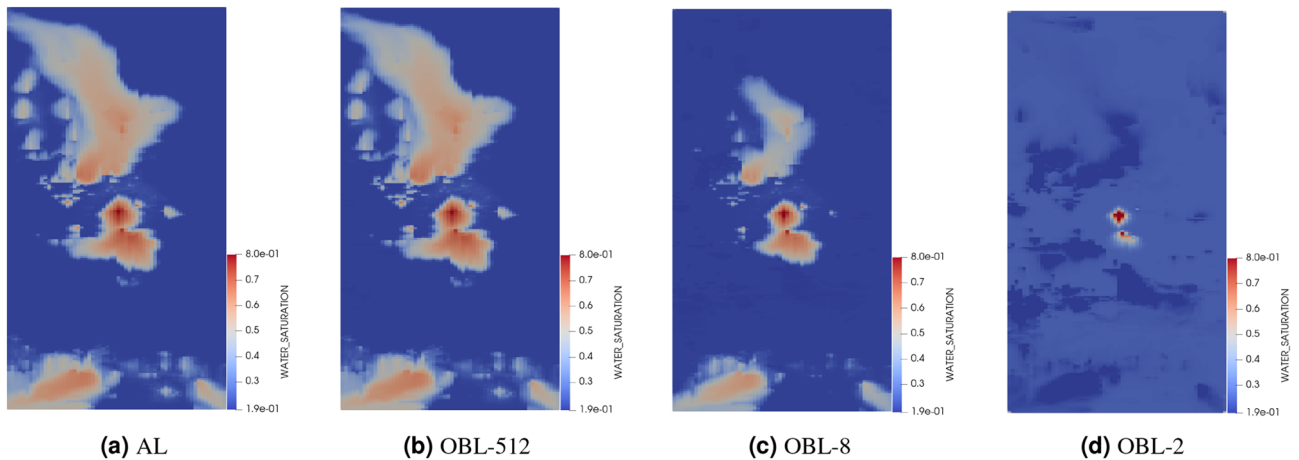 8.0e-01
0.7
0.6
0.5
0.4
0.3
1.9e-01
WATER_SATURATION
8.0e-01
0.7
0.6
0.5
0.4
0.3
1.9e-01
WATER_SATURATION
8.0e-01
0.7
0.6
0.5
0.4
0.3
1.9e-01
WATER_SATURATION
8.0e-01
0.7
0.6
0.5
0.4
0.3
1.9e-01
WATER_SATURATION
(a) AL
(b) OBL-512
(c) OBL-8
(d) OBL-2